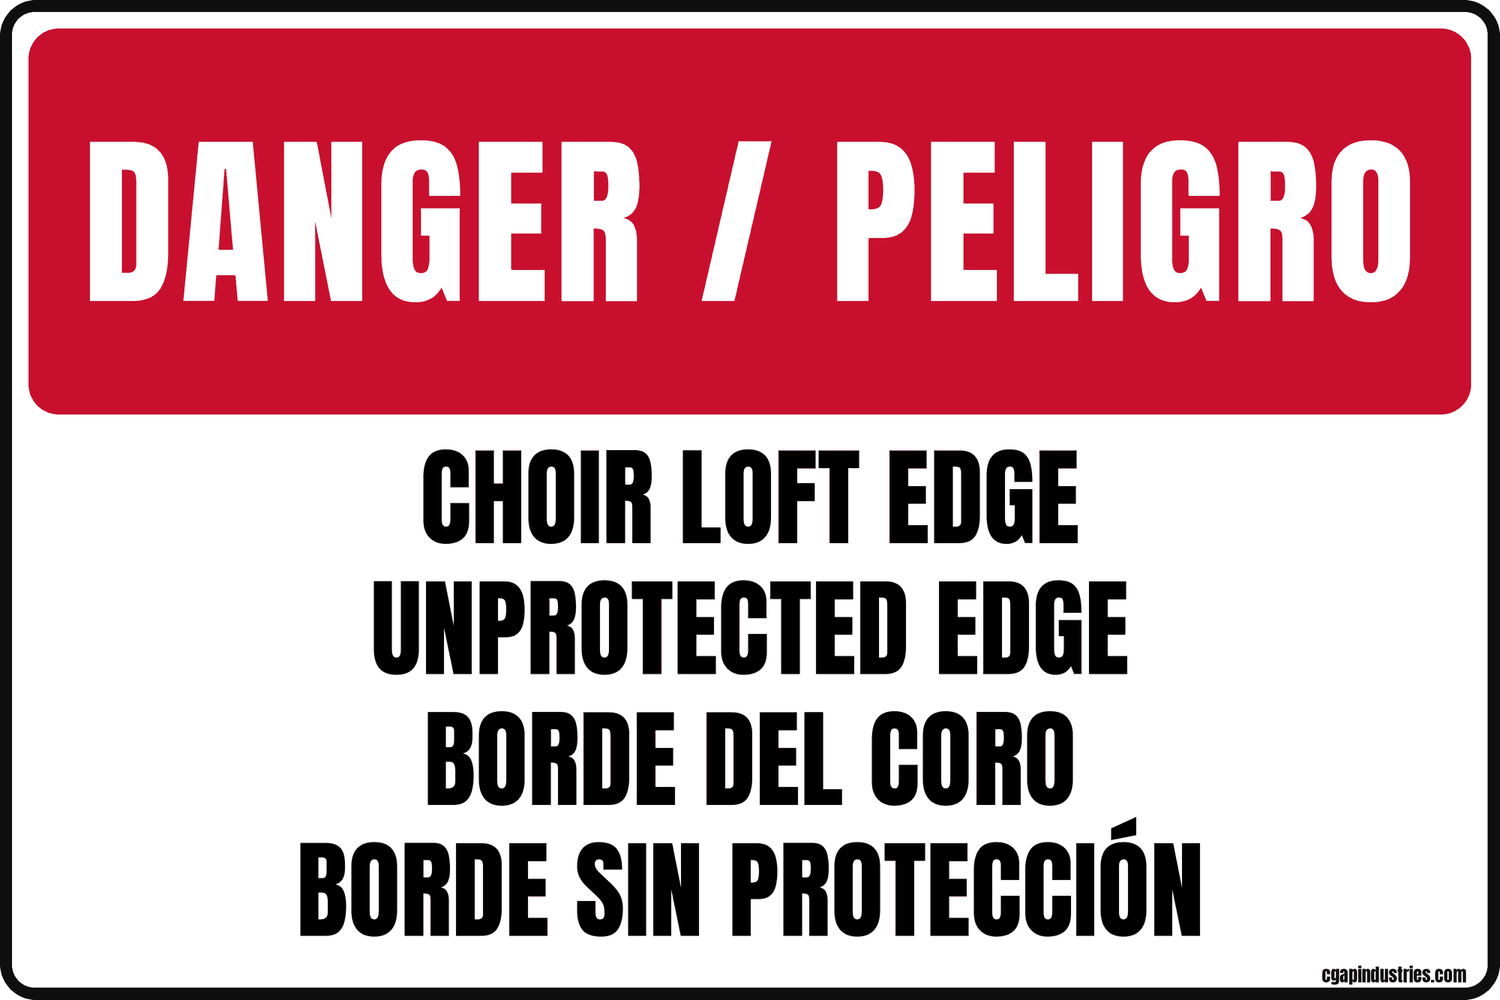 DANGER / PELIGRO
CHOIR LOFT EDGE
UNPROTECTED EDGE
BORDE DEL CORO
BORDE SIN PROTECCIÓN
cgapindustries.com